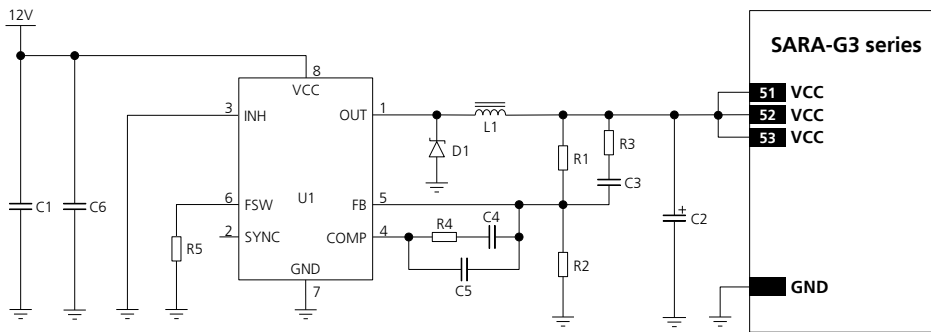 12V
SARA-G3 series
8
VCC
51 VCC
3 1
INH OUT
52 VCC
L1
53 VCC
R3
D1
R1
C3
U1
6 5
C1 C6 FSW FB
C4
C2
R4
2 4
R5 SYNC COMP
R2
GND
C5
GND
7